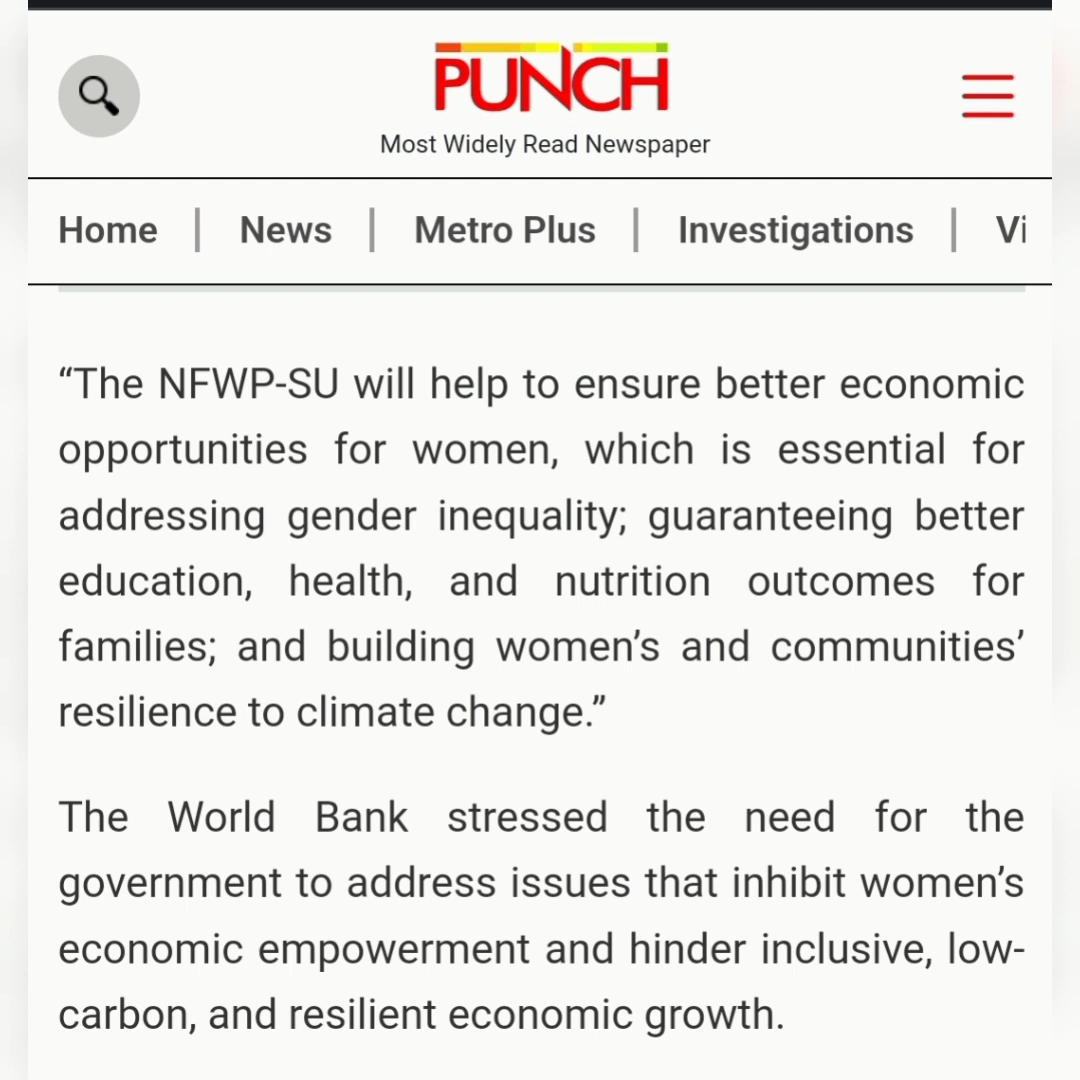 PUNCH
Most Widely Read Newspaper
Home | News | Metro Plus | Investigations | Vi
“The NFWP-SU will help to ensure better economic
opportunities for women, which is essential for
addressing gender inequality; guaranteeing better
education, health, and nutrition outcomes for
families; and building women’s and communities’
resilience to climate change.”
The World Bank stressed the need for the
government to address issues that inhibit women’s
economic empowerment and hinder inclusive, low-
carbon, and resilient economic growth.